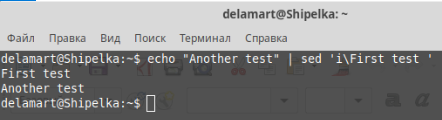 delamart@Shipelka: ~
Файл Правка Вид Поиск Терминал Справка
delamart@Shipelka:~$ echo "Another test" | sed 'i\First test '
First test
Another test
delamart@Shipelka:~$